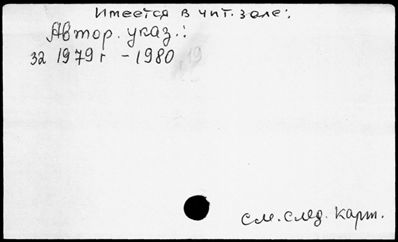 Имеется в чит. зале:
Автор. указ.:
за 1979 г - 1980
см. след. карт.